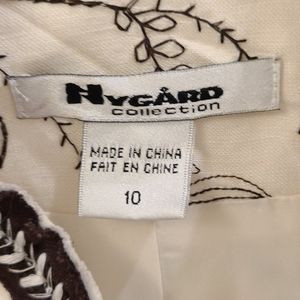 NYGÅRD
Collection
MADE IN CHINA
FAIT EN CHINE
10